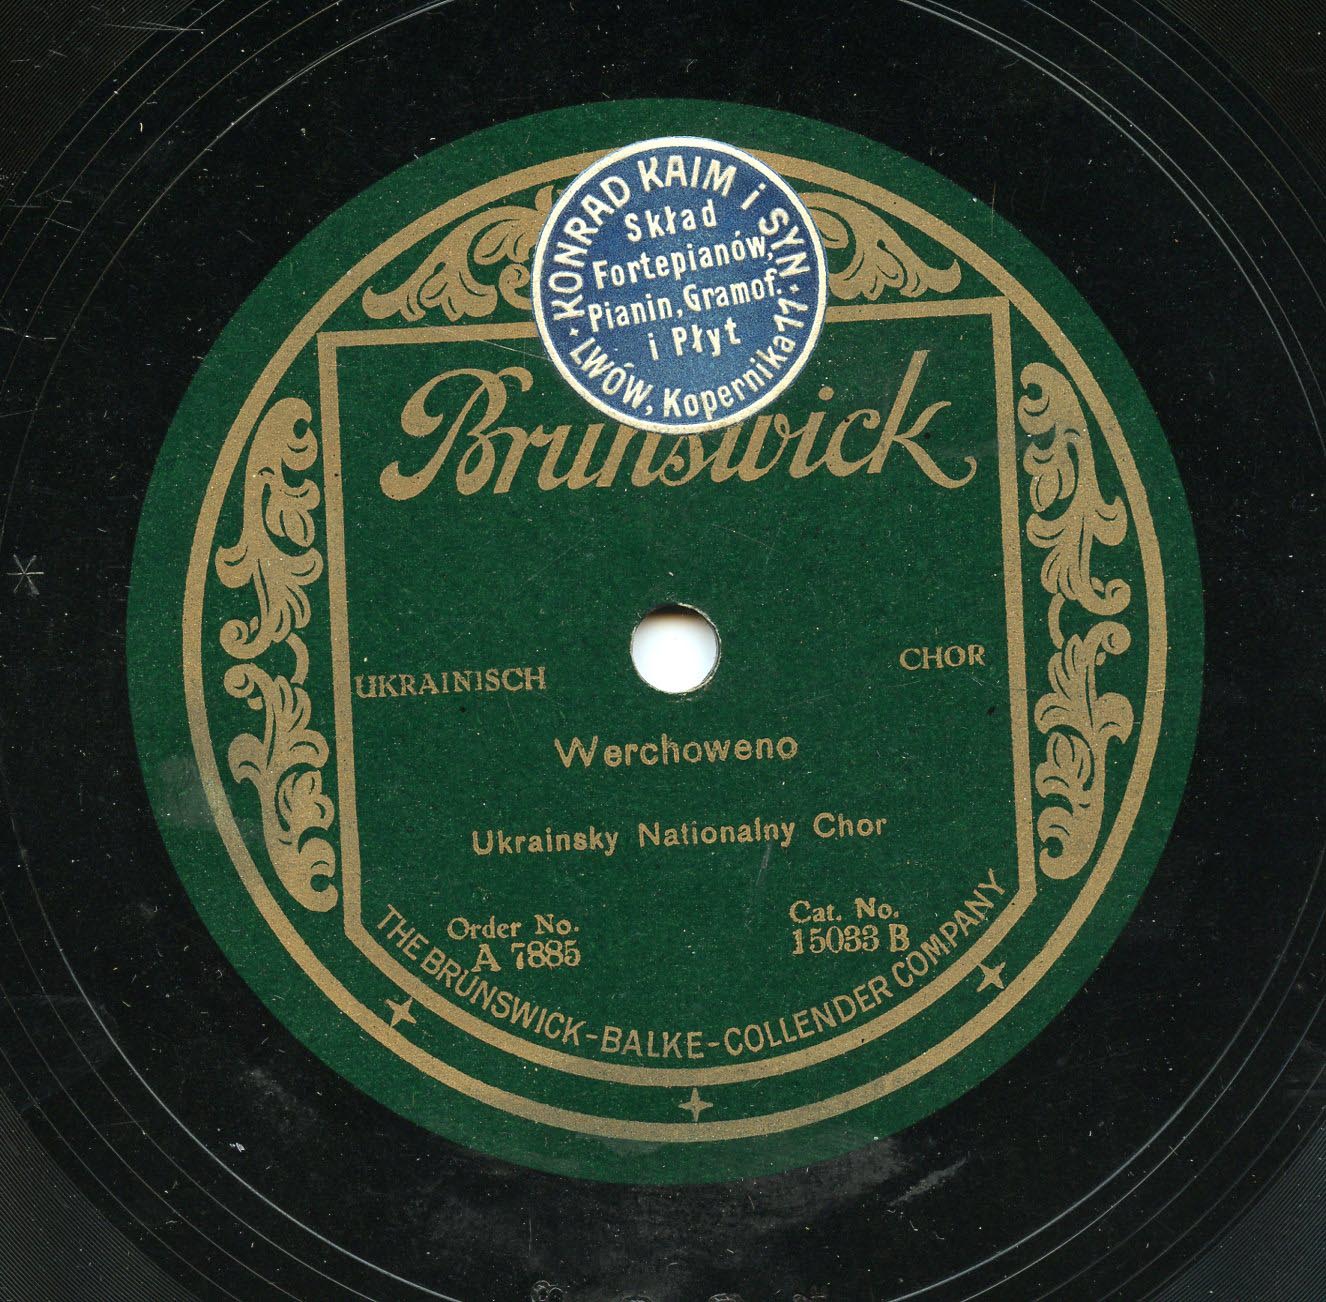 KONRAD KAIM i SYN
Skład
Fortepianów,
Pianin, Gramof.
i Płyt
LWÓW, Kopernika 11
Brunswick
UKRAINISCH
CHOR
Werchoweno
Ukrainsky Nationalny Chor
Order No.
A 7885
Cat. No.
15033 B
THE BRUNSWICK-BALKE-COLLENDER COMPANY